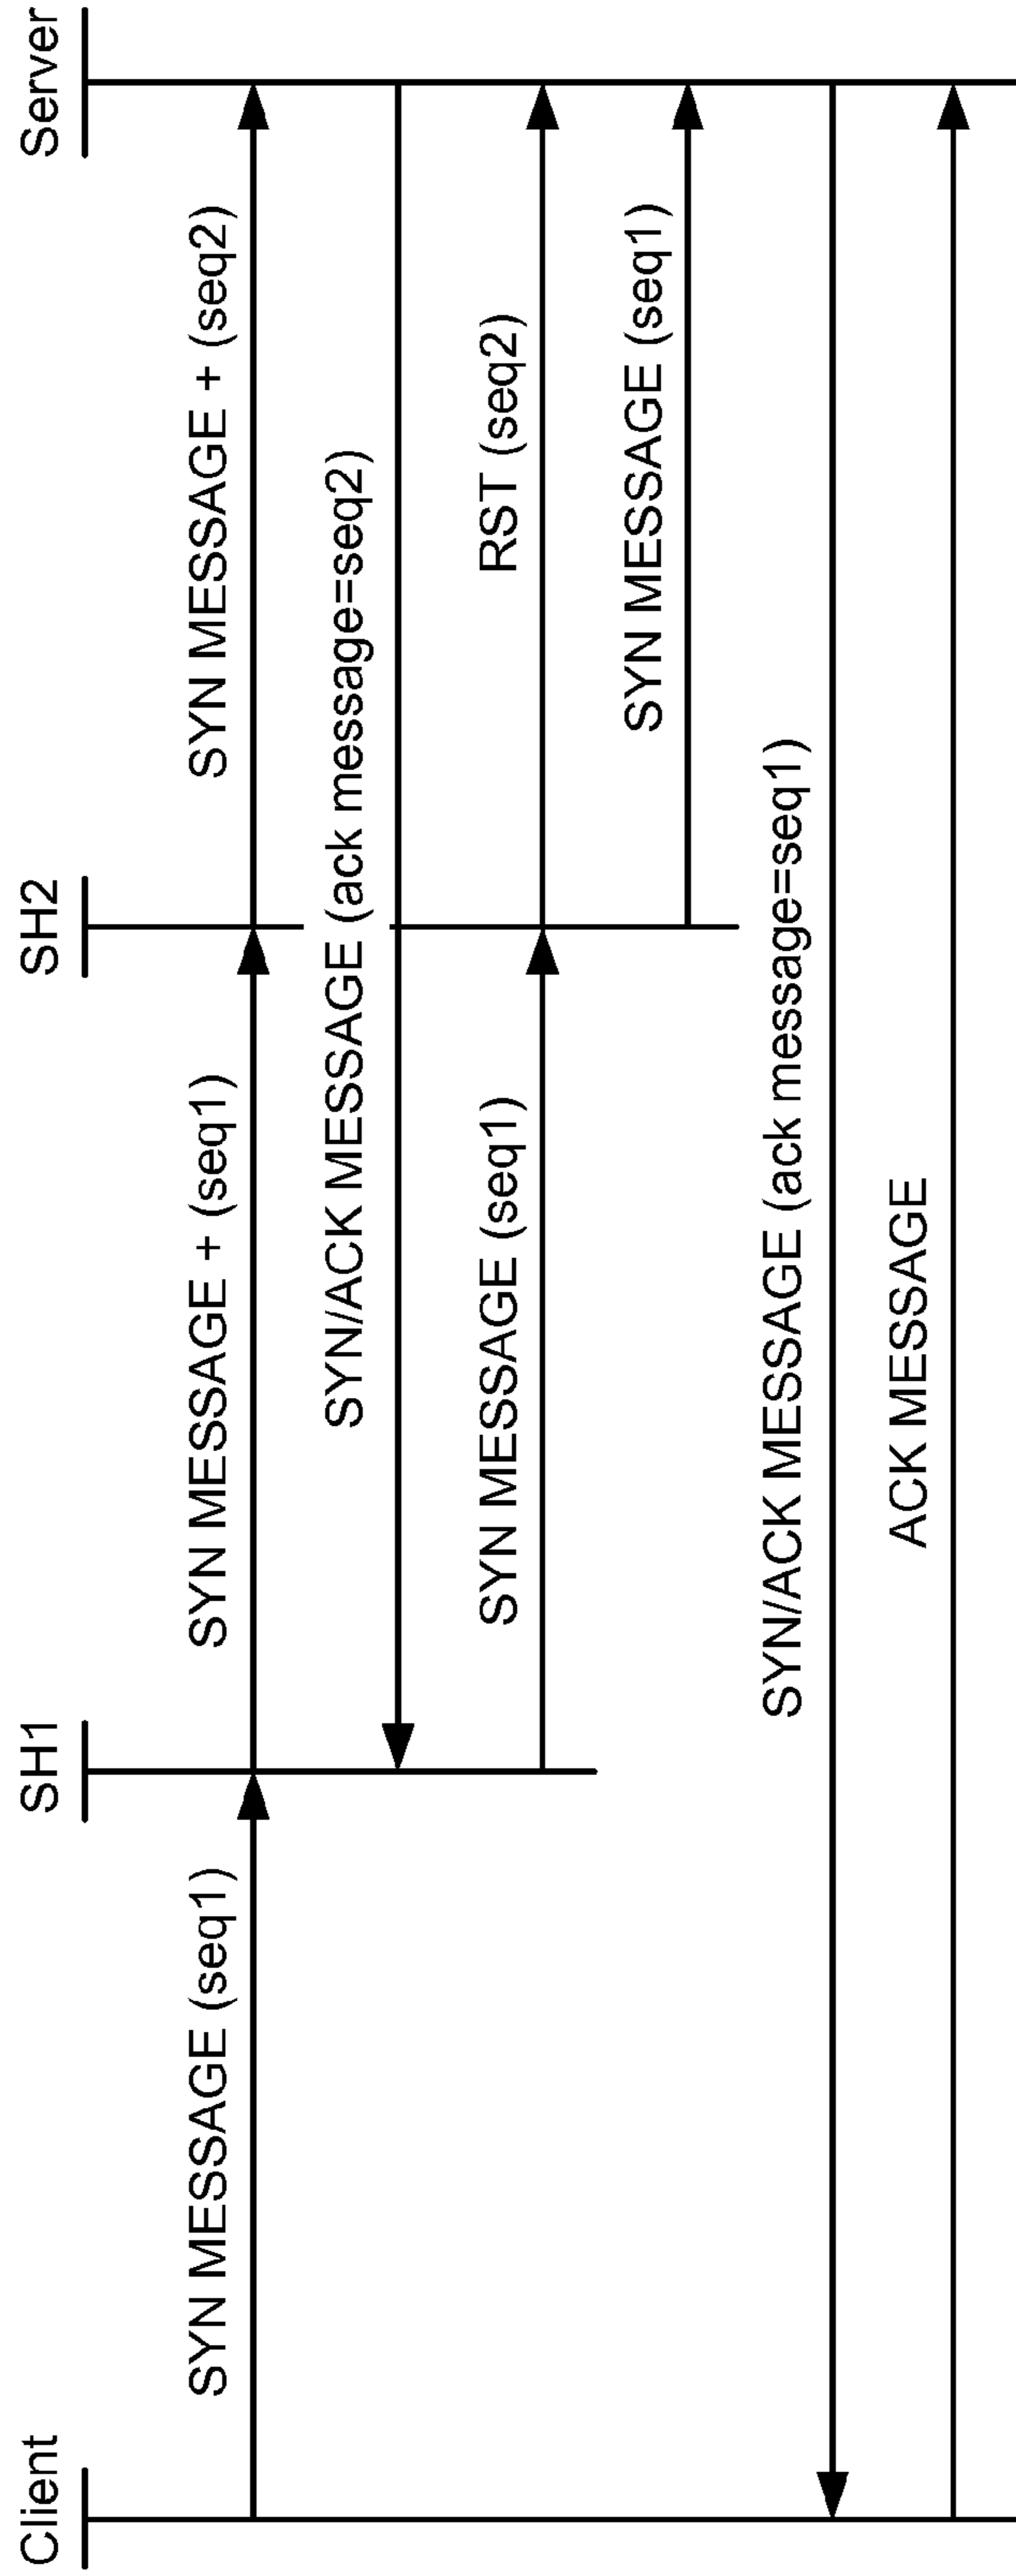 Client
SH1
SH2
Server
SYN MESSAGE (seq1)
SYN MESSAGE + (seq1)
SYN MESSAGE + (seq2)
SYN/ACK MESSAGE (ack message=seq2)
SYN MESSAGE (seq1)
RST (seq2)
SYN MESSAGE (seq1)
SYN/ACK MESSAGE (ack message=seq1)
ACK MESSAGE